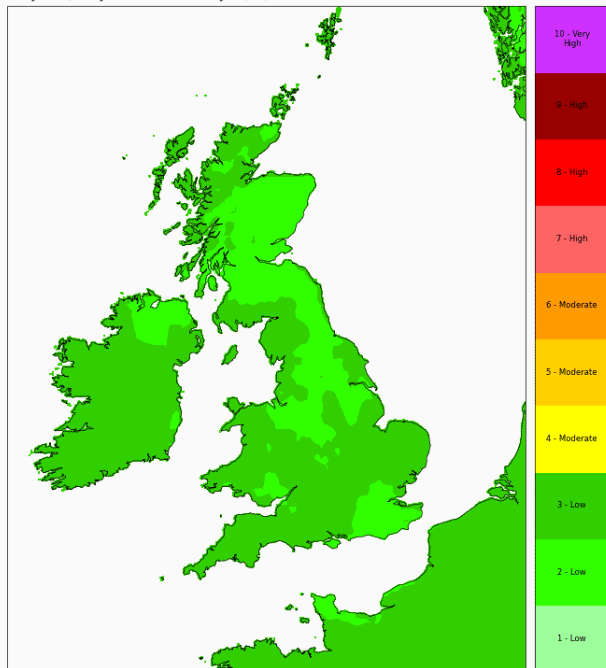 10 - Very
High
9 - High
8 - High
7 - High
6 - Moderate
5 - Moderate
4 - Moderate
3 - Low
2 - Low
1 - Low